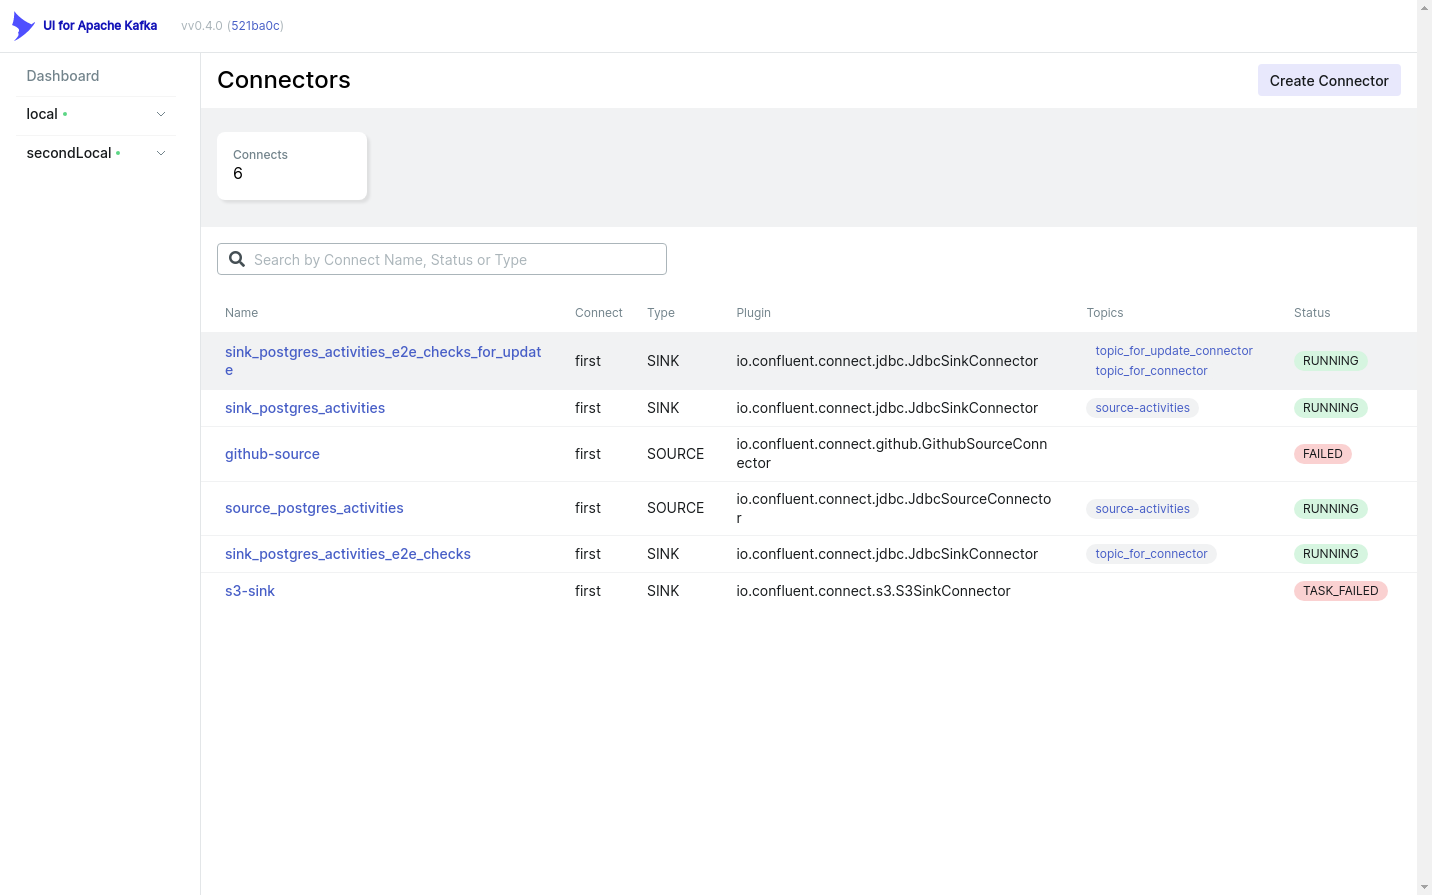 UI for Apache Kafka vv0.4.0 (521ba0c)
Dashboard
local
secondLocal
Connectors
Create Connector
Connects
6
Search by Connect Name, Status or Type
Name Connect Type Plugin Topics Status
sink_postgres_activities_e2e_checks_for_updat
e
first SINK io.confluent.connect.jdbc.JdbcSinkConnector
topic_for_update_connector
topic_for_connector
RUNNING
sink_postgres_activities first SINK io.confluent.connect.jdbc.JdbcSinkConnector source-activities RUNNING
github-source first SOURCE
io.confluent.connect.github.GithubSourceConn
ector
FAILED
source_postgres_activities first SOURCE
io.confluent.connect.jdbc.JdbcSourceConnecto
r
source-activities RUNNING
sink_postgres_activities_e2e_checks first SINK io.confluent.connect.jdbc.JdbcSinkConnector topic_for_connector RUNNING
s3-sink first SINK io.confluent.connect.s3.S3SinkConnector TASK_FAILED